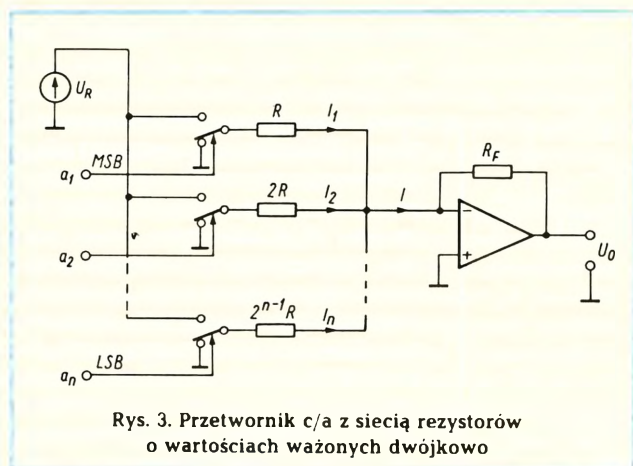 U_R
R
I_1
a_1 MSB
2R
I_2
I
R_F
a_2
−
+
U_O
2^{n-1}R
I_n
a_n LSB
Rys. 3. Przetwornik c/a z siecią rezystorów
o wartościach ważonych dwójkowo